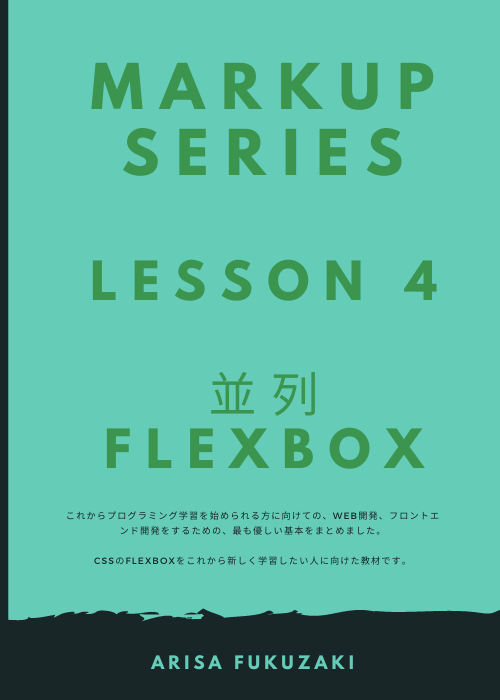 MARKUP
SERIES
LESSON 4
並列
FLEXBOX
これからプログラミング学習を始められる方に向けての、WEB開発、フロントエ
ンド開発をするための、最も優しい基本をまとめました。
CSSのFLEXBOXをこれから新しく学習したい人に向けた教材です。
ARISA FUKUZAKI